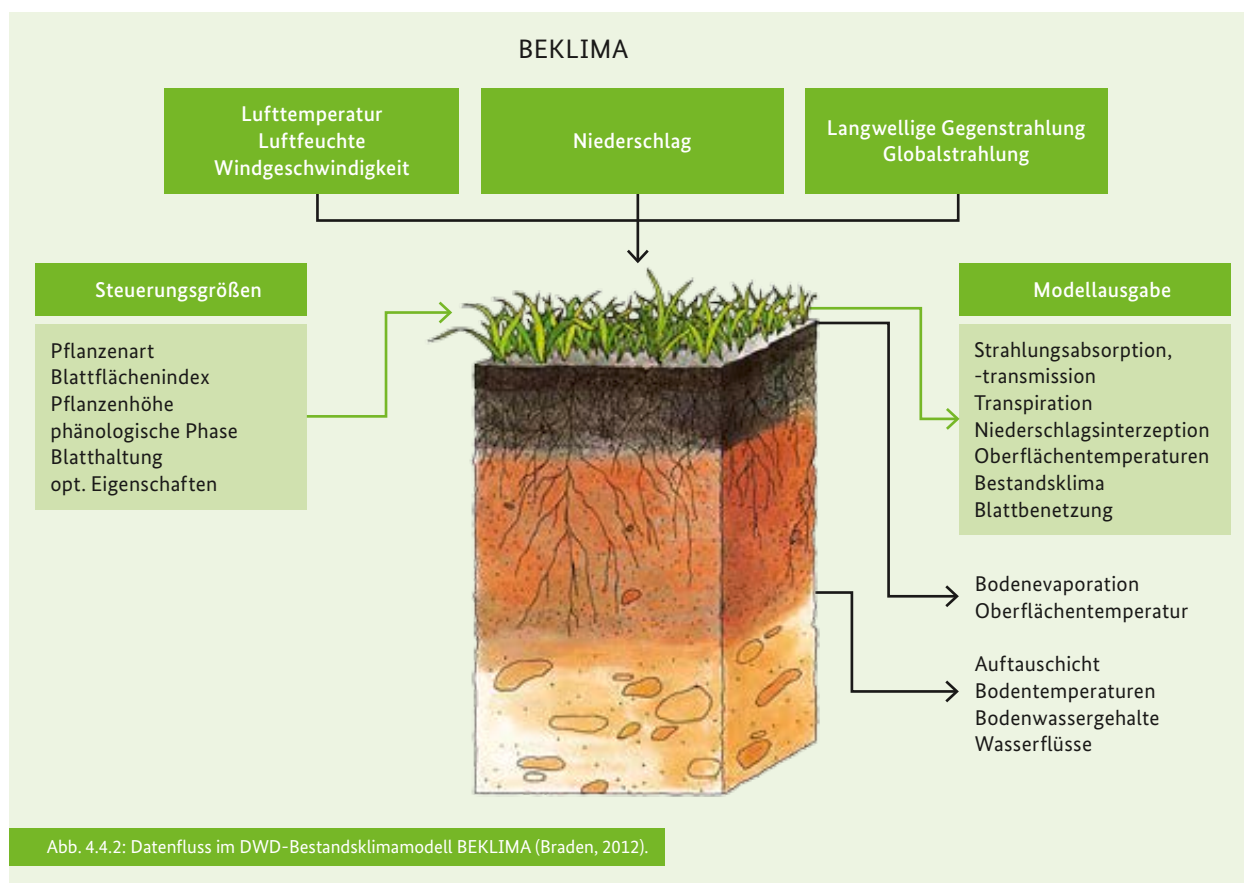 BEKLIMA
Lufttemperatur
Luftfeuchte
Windgeschwindigkeit
Niederschlag
Langwellige Gegenstrahlung
Globalstrahlung
Steuerungsgrößen
Pflanzenart
Blattflächenindex
Pflanzenhöhe
phänologische Phase
Blatthaltung
opt. Eigenschaften
Modellausgabe
Strahlungsabsorption,
-transmission
Transpiration
Niederschlagsinterzeption
Oberflächentemperaturen
Bestandsklima
Blattbenetzung
Bodenevaporation
Oberflächentemperatur
Auftauschicht
Bodentemperaturen
Bodenwassergehalte
Wasserflüsse
Abb. 4.4.2: Datenfluss im DWD-Bestandsklimamodell BEKLIMA (Braden, 2012).